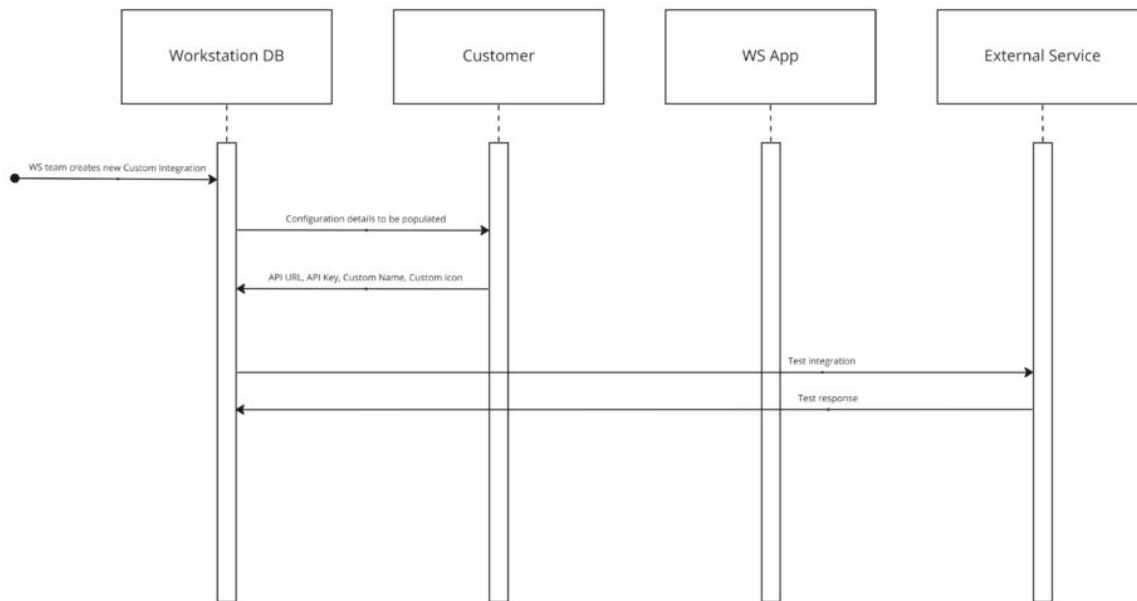 Workstation DB
Customer
WS App
External Service
WS team creates new Custom Integration
Configuration details to be populated
API URL, API Key, Custom Name, Custom Icon
Test integration
Test response